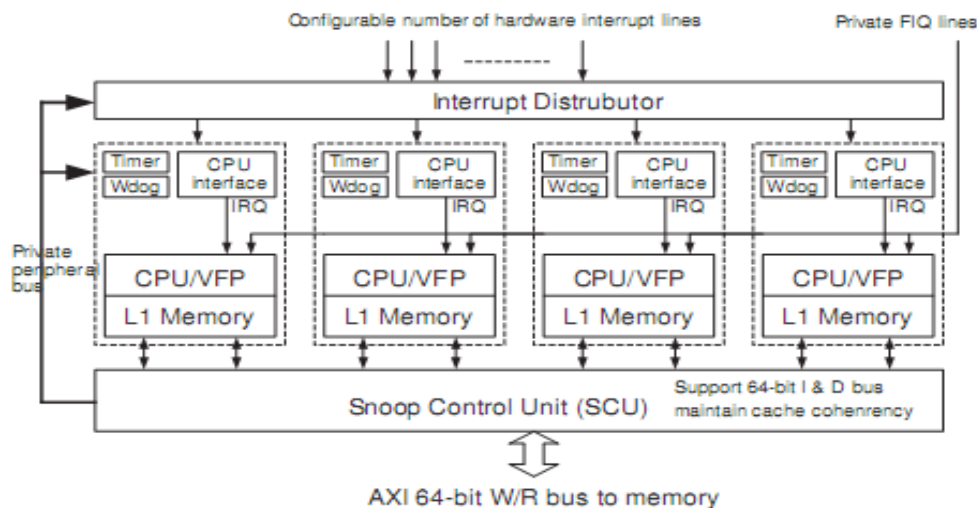 Configurable number of hardware interrupt lines
Private FIQ lines
Interrupt Distrubutor
Timer
Wdog
CPU
interface
IRQ
Timer
Wdog
CPU
interface
IRQ
Timer
Wdog
CPU
interface
IRQ
Timer
Wdog
CPU
interface
IRQ
Private
peripheral
bus
CPU/VFP
L1 Memory
CPU/VFP
L1 Memory
CPU/VFP
L1 Memory
CPU/VFP
L1 Memory
Snoop Control Unit (SCU)
Support 64-bit I & D bus
maintain cache cohenrency
AXI 64-bit W/R bus to memory